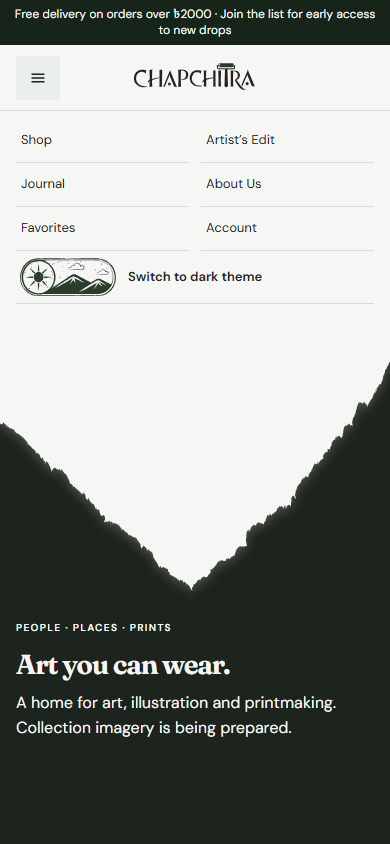 Free delivery on orders over ৳2000 · Join the list for early access
to new drops
CHAPCHITRA
Shop
Artist’s Edit
Journal
About Us
Favorites
Account
Switch to dark theme
PEOPLE · PLACES · PRINTS
Art you can wear.
A home for art, illustration and printmaking.
Collection imagery is being prepared.